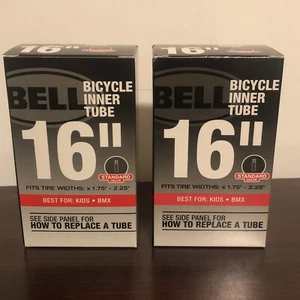 BELL
BICYCLE
INNER
TUBE
16"
STANDARD
FITS TIRE WIDTHS: x 1.75" - 2.25"
BEST FOR: KIDS • BMX
SEE SIDE PANEL FOR
HOW TO REPLACE A TUBE
16"
BELL
BICYCLE
INNER
TUBE
16"
STANDARD
FITS TIRE WIDTHS: x 1.75" - 2.25"
BEST FOR: KIDS • BMX
SEE SIDE PANEL FOR
HOW TO REPLACE A TUBE
16"